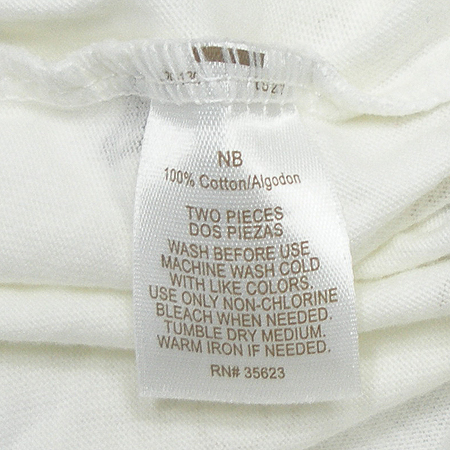 NB
100% Cotton/Algodon
TWO PIECES
DOS PIEZAS
WASH BEFORE USE
MACHINE WASH COLD
WITH LIKE COLORS.
USE ONLY NON-CHLORINE
BLEACH WHEN NEEDED.
TUMBLE DRY MEDIUM.
WARM IRON IF NEEDED.
RN# 35623